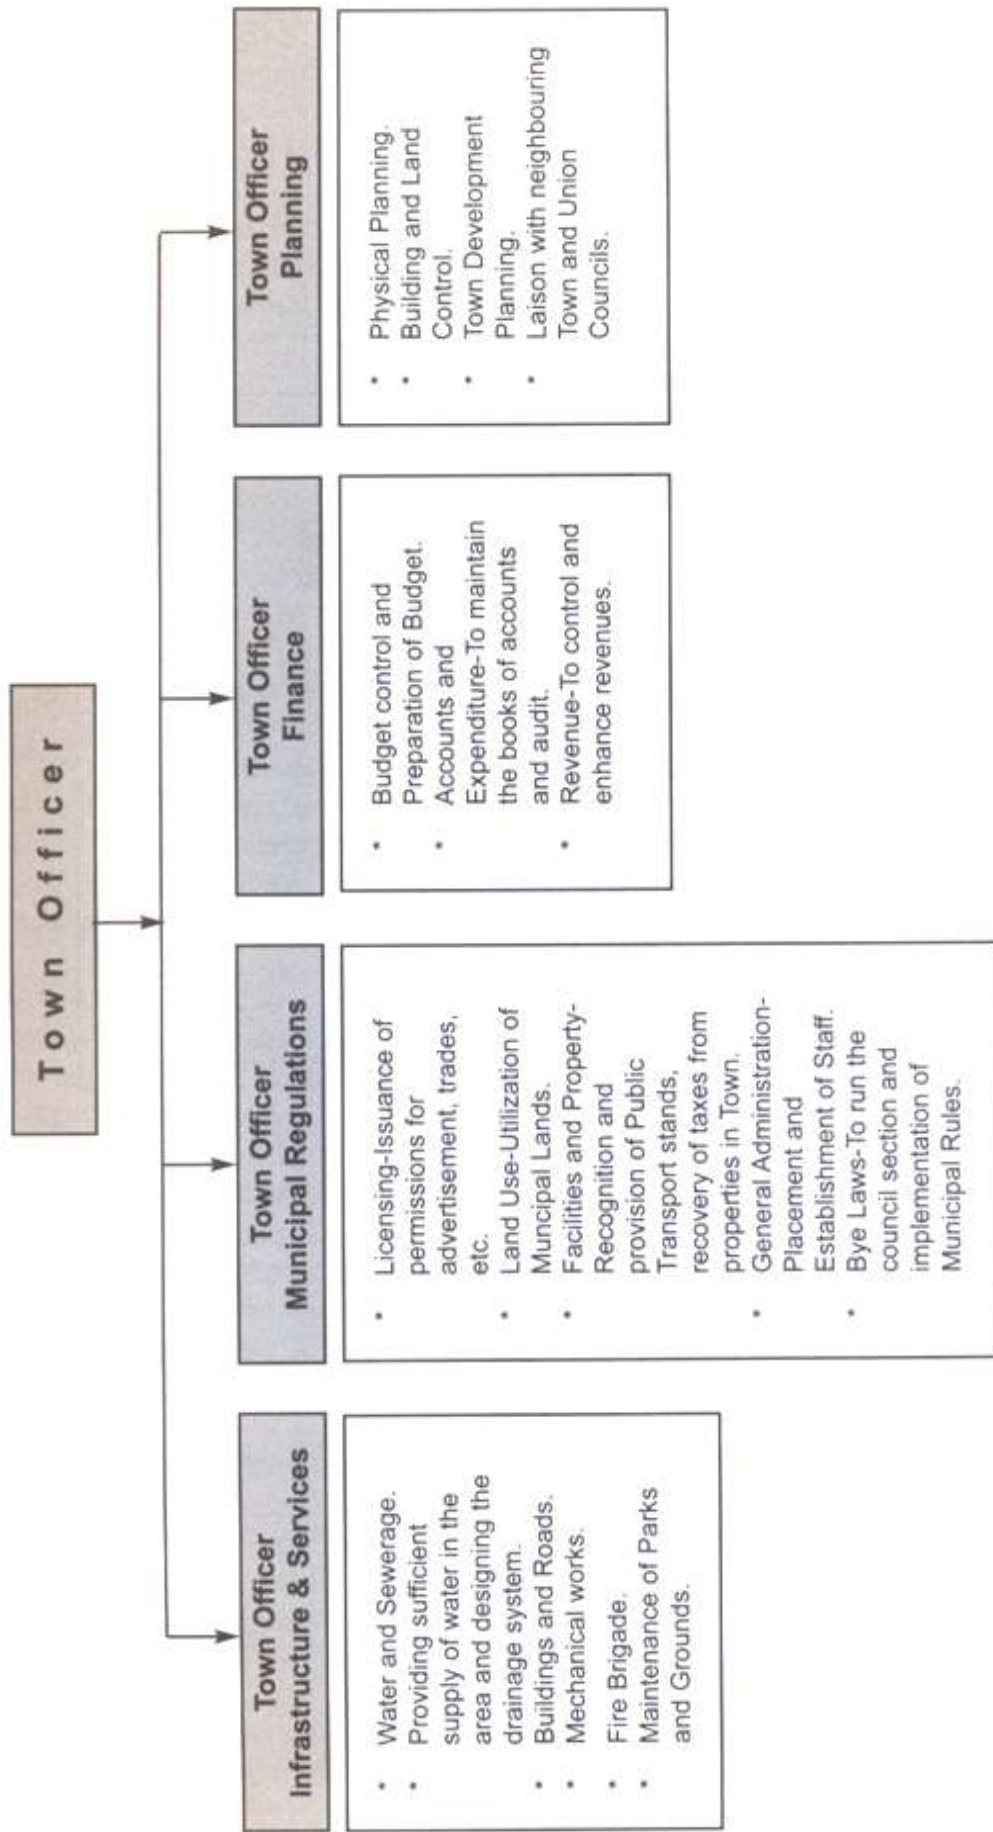 Town Officer
Town Officer
Infrastructure & Services
* Water and Sewerage.
* Providing sufficient
supply of water in the
area and designing the
drainage system.
* Buildings and Roads.
* Mechanical works.
* Fire Brigade.
* Maintenance of Parks
and Grounds.
Town Officer
Municipal Regulations
* Licensing-Issuance of
permissions for
advertisement, trades,
etc.
* Land Use-Utilization of
Muncipal Lands.
* Facilities and Property-
Recognition and
provision of Public
Transport stands,
recovery of taxes from
properties in Town.
* General Administration-
Placement and
Establishment of Staff.
* Bye Laws-To run the
council section and
implementation of
Municipal Rules.
Town Officer
Finance
* Budget control and
Preparation of Budget.
* Accounts and
Expenditure-To maintain
the books of accounts
and audit.
* Revenue-To control and
enhance revenues.
Town Officer
Planning
* Physical Planning.
* Building and Land
Control.
* Town Development
Planning.
* Laison with neighbouring
Town and Union
Councils.